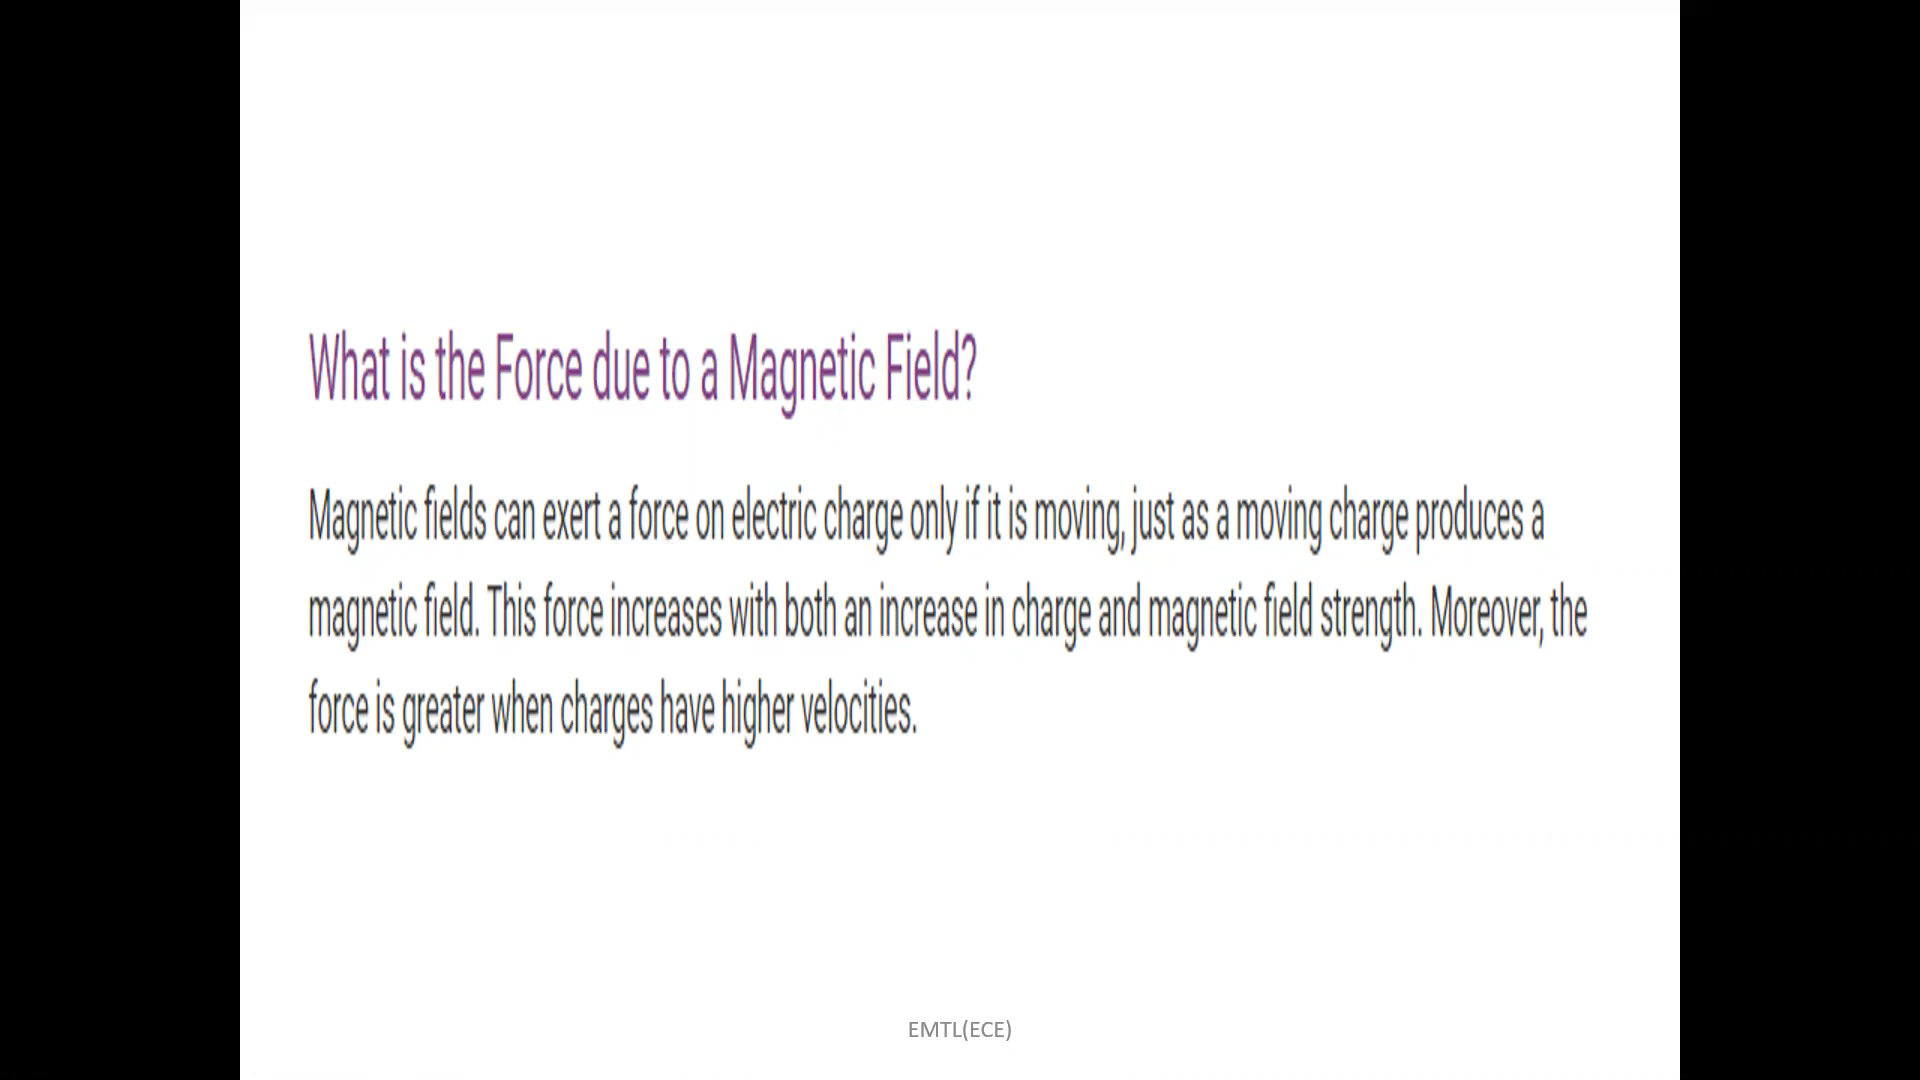 What is the Force due to a Magnetic Field?
Magnetic fields can exert a force on electric charge only if it is moving, just as a moving charge produces a
magnetic field. This force increases with both an increase in charge and magnetic field strength. Moreover, the
force is greater when charges have higher velocities.
EMTL(ECE)